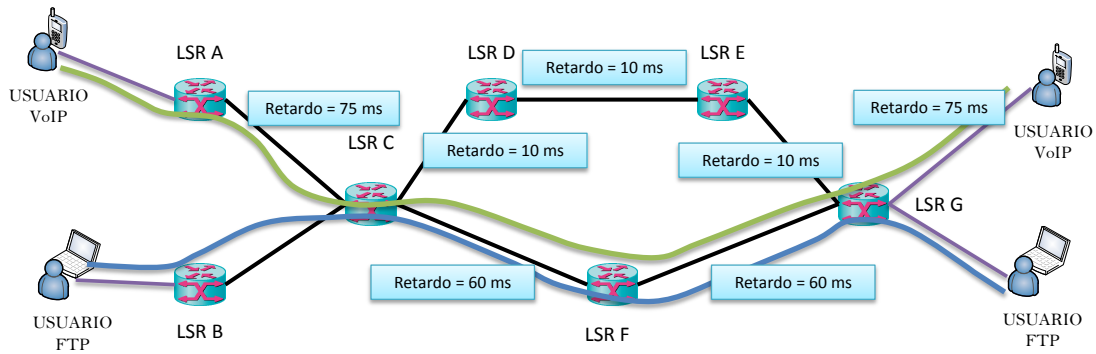 LSR A
LSR D
Retardo = 10 ms
LSR E
USUARIO
VoIP
Retardo = 75 ms
Retardo = 75 ms
USUARIO
VoIP
LSR C
Retardo = 10 ms
Retardo = 10 ms
LSR G
Retardo = 60 ms
Retardo = 60 ms
USUARIO
FTP
LSR B
LSR F
USUARIO
FTP